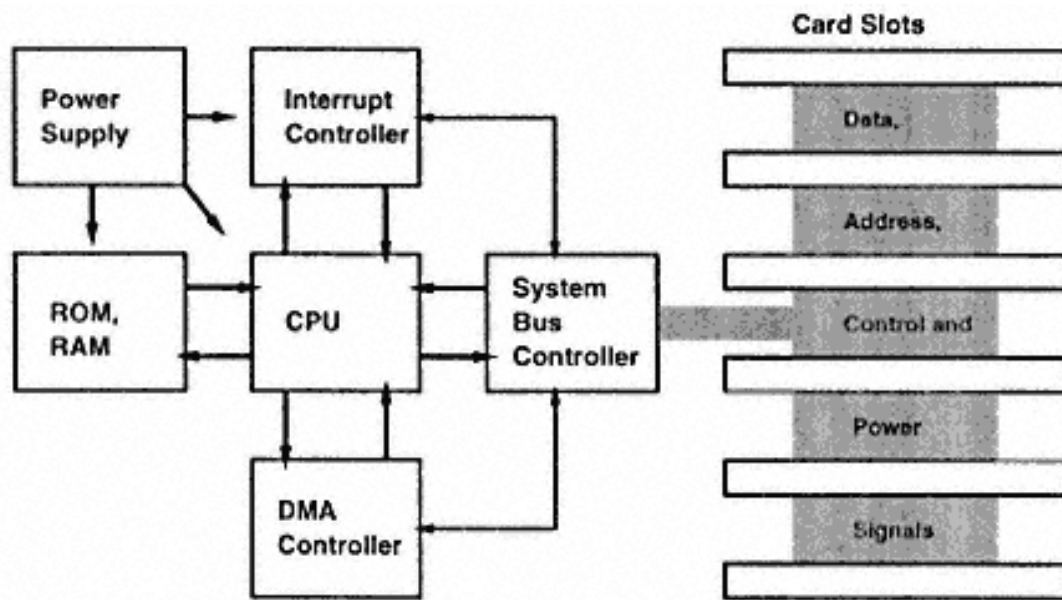 Card Slots
Power
Supply
Interrupt
Controller
Data,
Address,
ROM,
RAM
CPU
System
Bus
Controller
Control and
Power
DMA
Controller
Signals